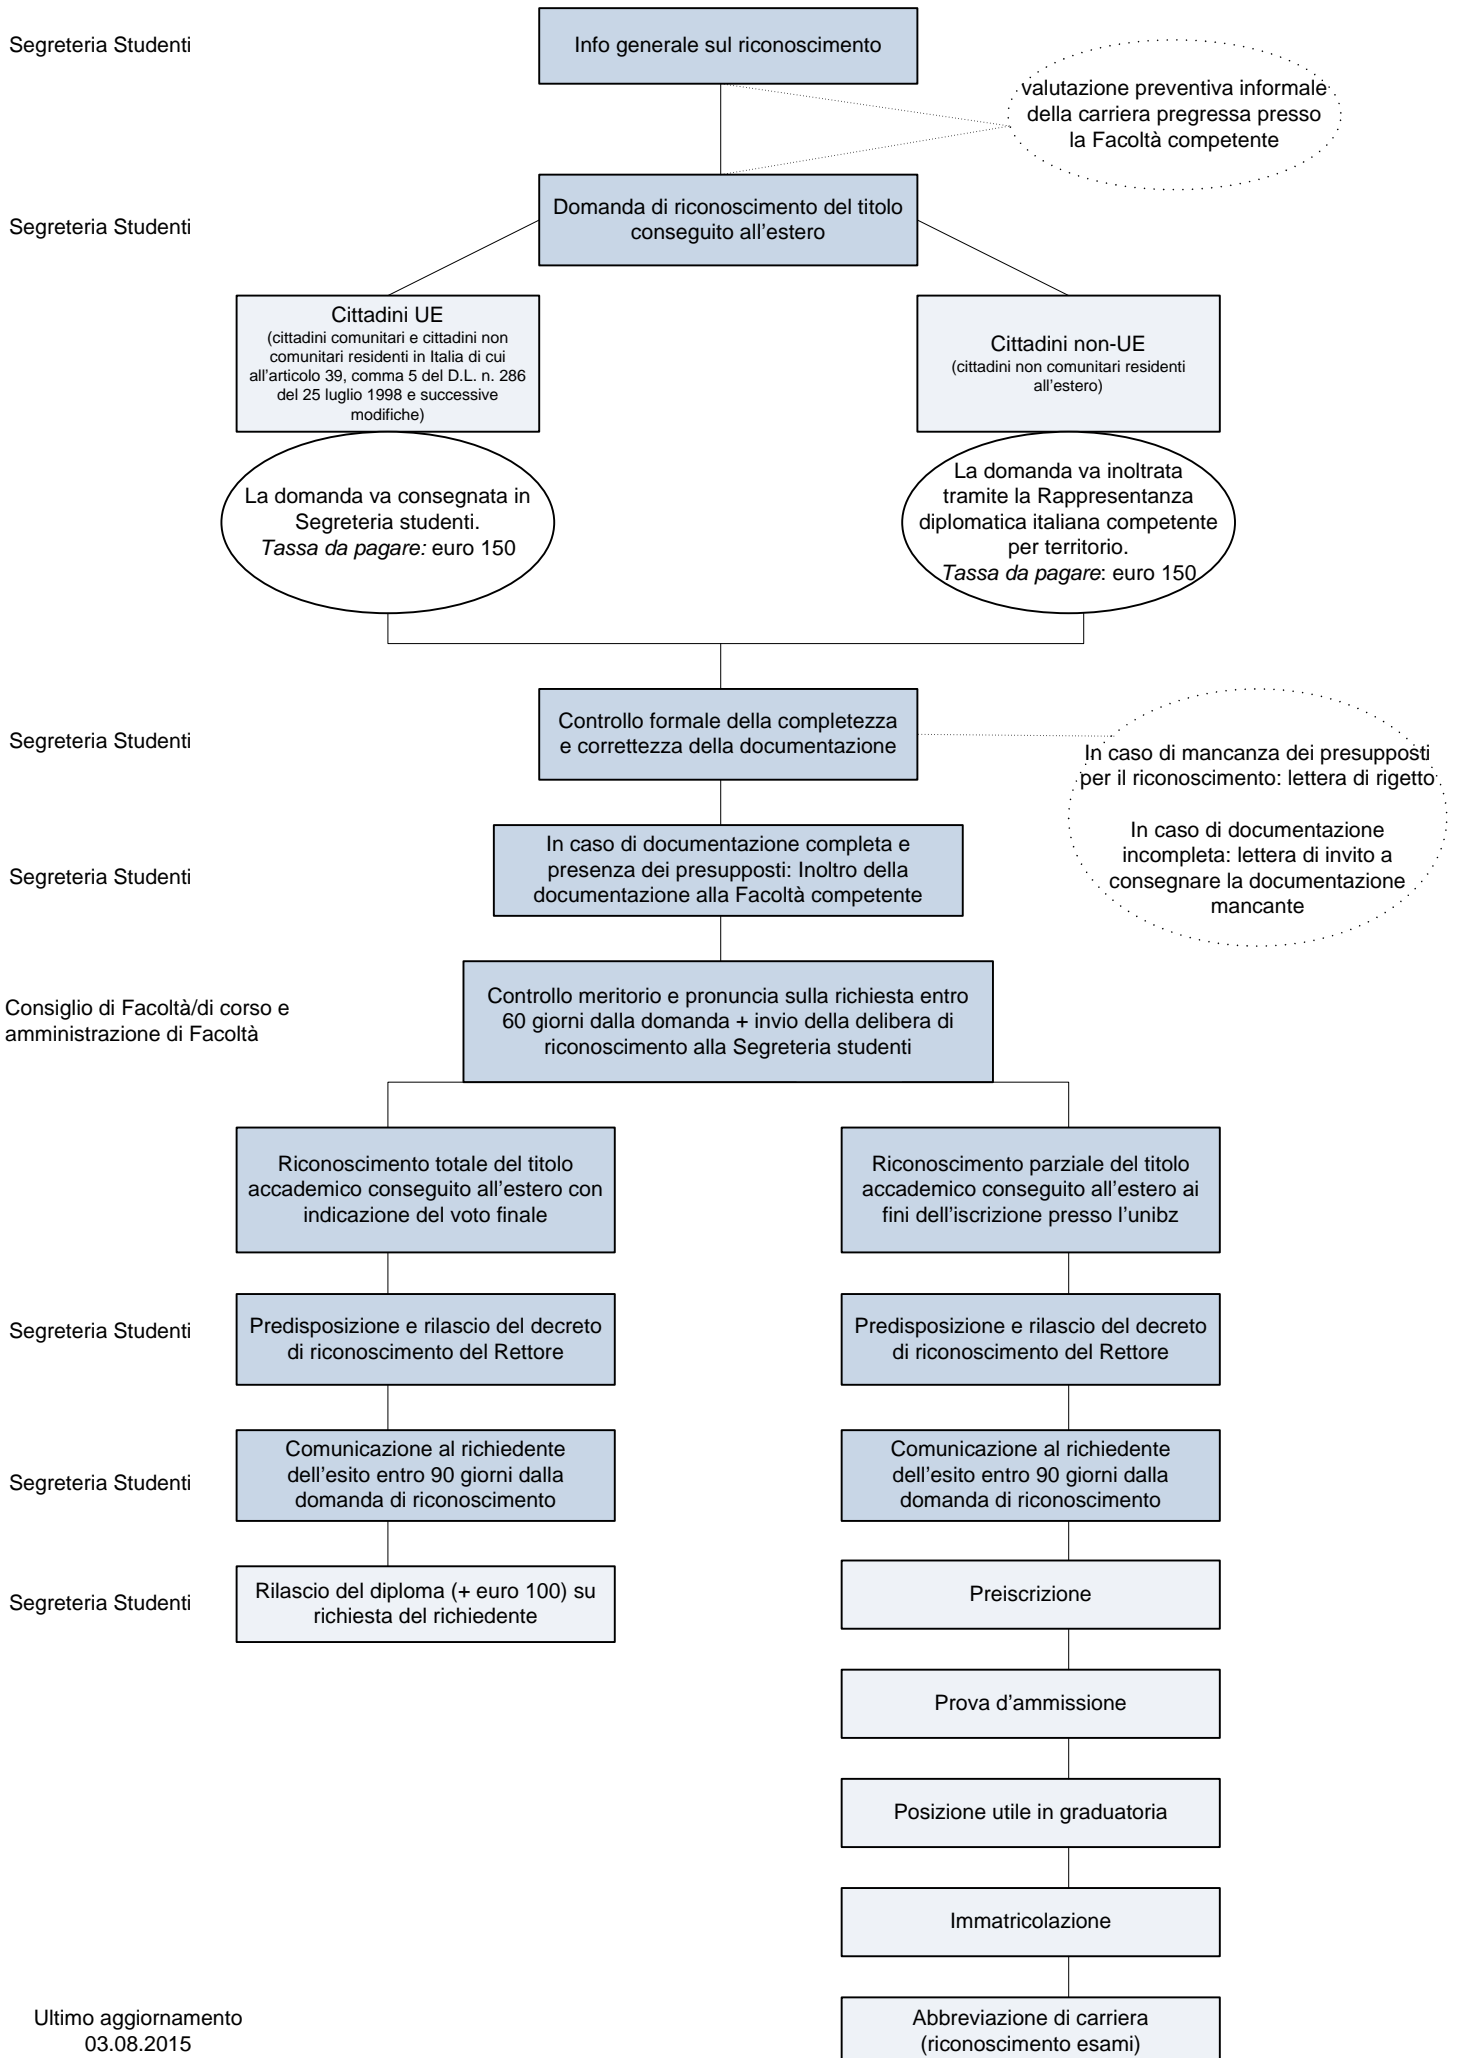 Segreteria Studenti
Info generale sul riconoscimento
valutazione preventiva informale
della carriera pregressa presso
la Facoltà competente
Segreteria Studenti
Domanda di riconoscimento del titolo
conseguito all'estero
Cittadini UE
(cittadini comunitari e cittadini non
comunitari residenti in Italia di cui
all'articolo 39, comma 5 del D.L. n. 286
del 25 luglio 1998 e successive
modifiche)
Cittadini non-UE
(cittadini non comunitari residenti
all'estero)
La domanda va consegnata in
Segreteria studenti.
Tassa da pagare: euro 150
La domanda va inoltrata
tramite la Rappresentanza
diplomatica italiana competente
per territorio.
Tassa da pagare: euro 150
Segreteria Studenti
Controllo formale della completezza
e correttezza della documentazione
In caso di mancanza dei presupposti
per il riconoscimento: lettera di rigetto
In caso di documentazione
incompleta: lettera di invito a
consegnare la documentazione
mancante
Segreteria Studenti
In caso di documentazione completa e
presenza dei presupposti: Inoltro della
documentazione alla Facoltà competente
Consiglio di Facoltà/di corso e
amministrazione di Facoltà
Controllo meritorio e pronuncia sulla richiesta entro
60 giorni dalla domanda + invio della delibera di
riconoscimento alla Segreteria studenti
Riconoscimento totale del titolo
accademico conseguito all'estero con
indicazione del voto finale
Riconoscimento parziale del titolo
accademico conseguito all'estero ai
fini dell'iscrizione presso l'unibz
Segreteria Studenti
Predisposizione e rilascio del decreto
di riconoscimento del Rettore
Predisposizione e rilascio del decreto
di riconoscimento del Rettore
Segreteria Studenti
Comunicazione al richiedente
dell'esito entro 90 giorni dalla
domanda di riconoscimento
Comunicazione al richiedente
dell'esito entro 90 giorni dalla
domanda di riconoscimento
Segreteria Studenti
Rilascio del diploma (+ euro 100) su
richiesta del richiedente
Preiscrizione
Prova d'ammissione
Posizione utile in graduatoria
Immatricolazione
Ultimo aggiornamento
03.08.2015
Abbreviazione di carriera
(riconoscimento esami)